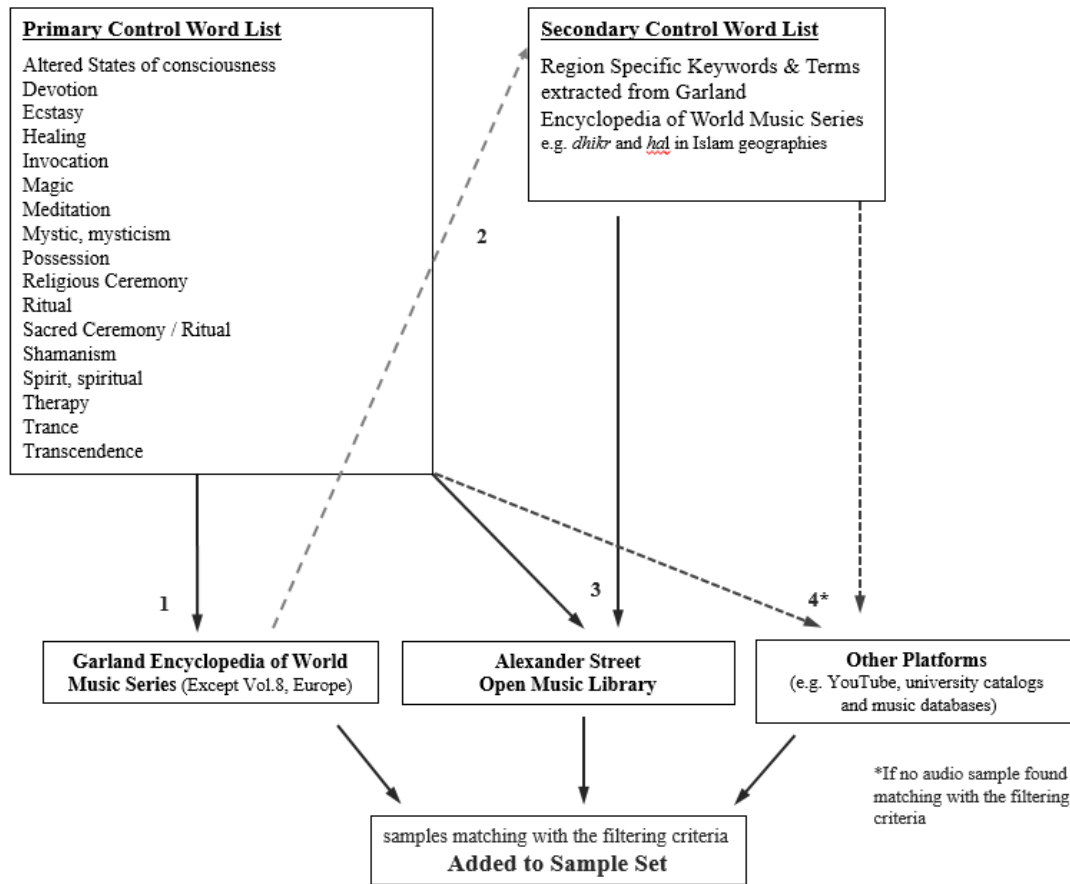 Primary Control Word List
Altered States of consciousness
Devotion
Ecstasy
Healing
Invocation
Magic
Meditation
Mystic, mysticism
Possession
Religious Ceremony
Ritual
Sacred Ceremony / Ritual
Shamanism
Spirit, spiritual
Therapy
Trance
Transcendence
Secondary Control Word List
Region Specific Keywords & Terms
extracted from Garland
Encyclopedia of World Music Series
e.g. dhikr and hal in Islam geographies
2
1
3
4*
Garland Encyclopedia of World
Music Series (Except Vol.8, Europe)
Alexander Street
Open Music Library
Other Platforms
(e.g. YouTube, university catalogs
and music databases)
*If no audio sample found
matching with the filtering
criteria
samples matching with the filtering criteria
Added to Sample Set